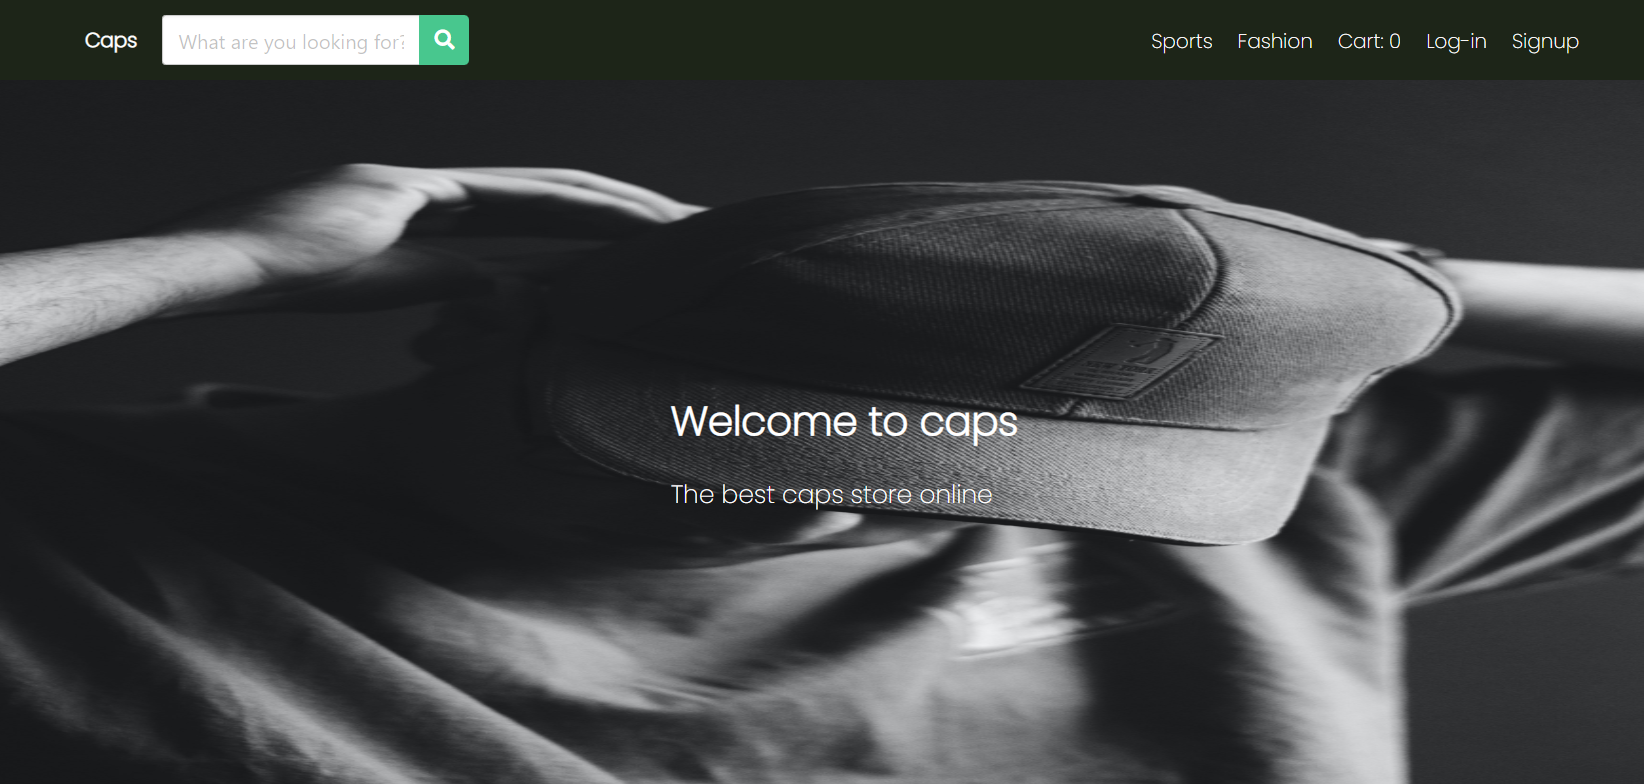 Caps
What are you looking for?
Sports Fashion Cart: 0 Log-in Signup
Welcome to caps
The best caps store online